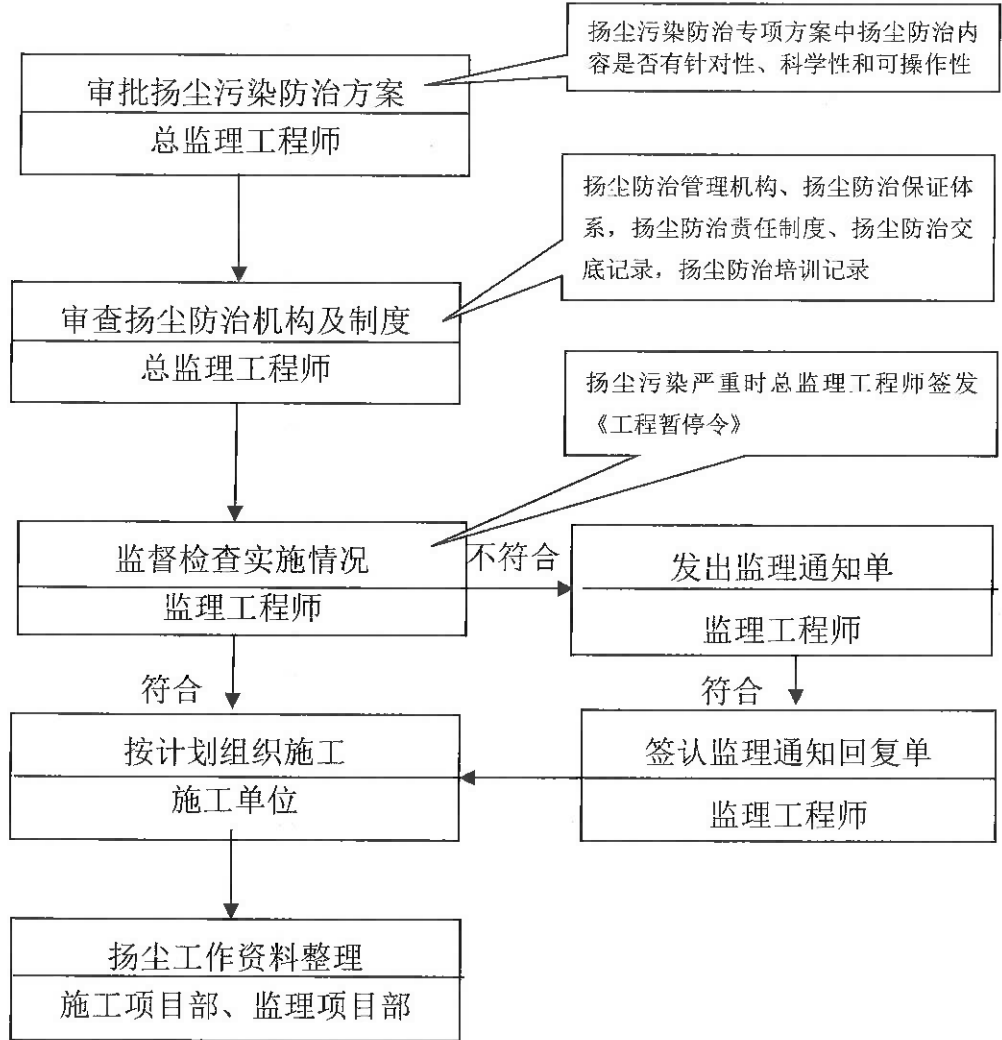 扬尘污染防治专项方案中扬尘防治内
容是否有针对性、科学性和可操作性
审批扬尘污染防治方案
总监理工程师
扬尘防治管理机构、扬尘防治保证体
系，扬尘防治责任制度、扬尘防治交
底记录，扬尘防治培训记录
审查扬尘防治机构及制度
总监理工程师
扬尘污染严重时总监理工程师签发
《工程暂停令》
监督检查实施情况
监理工程师
不符合
发出监理通知单
监理工程师
符合
符合
按计划组织施工
施工单位
签认监理通知回复单
监理工程师
扬尘工作资料整理
施工项目部、监理项目部